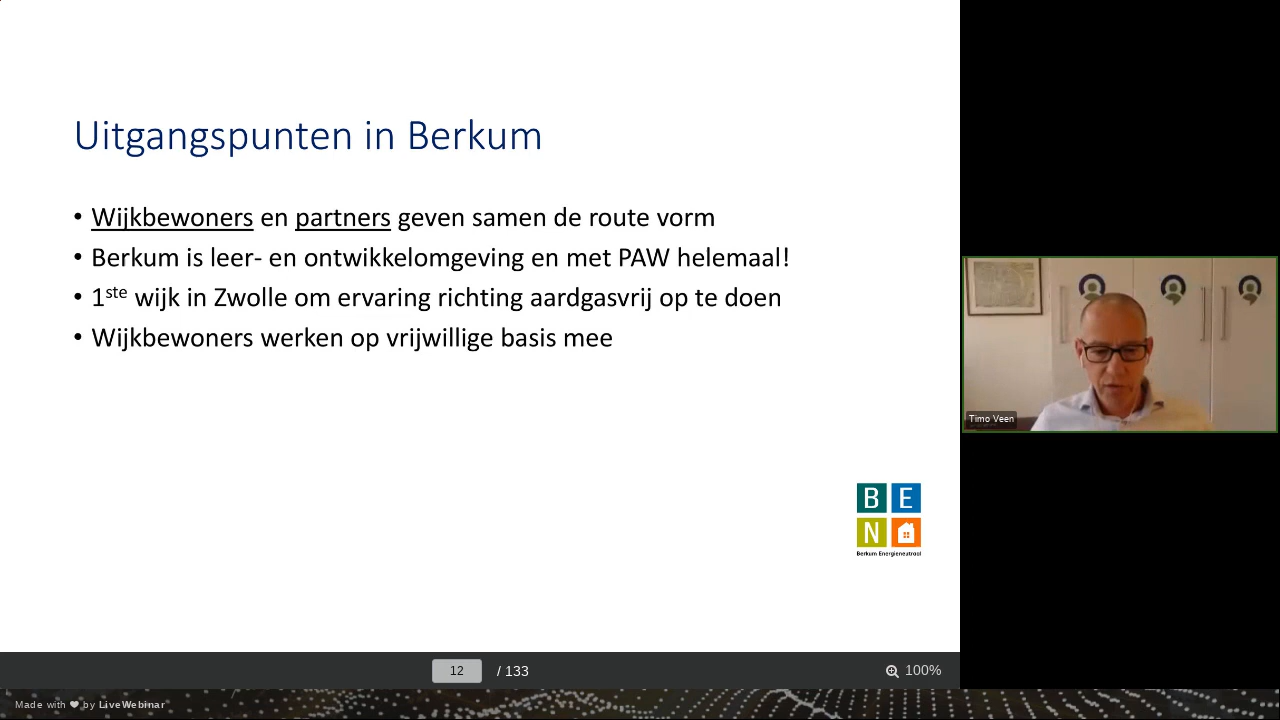 Uitgangspunten in Berkum
• Wijkbewoners en partners geven samen de route vorm
• Berkum is leer- en ontwikkelomgeving en met PAW helemaal!
• 1ste wijk in Zwolle om ervaring richting aardgasvrij op te doen
• Wijkbewoners werken op vrijwillige basis mee
Timo Veen
B E
N
Berkum Energieneutraal
12 / 133
100%
Made with ❤ by LiveWebinar